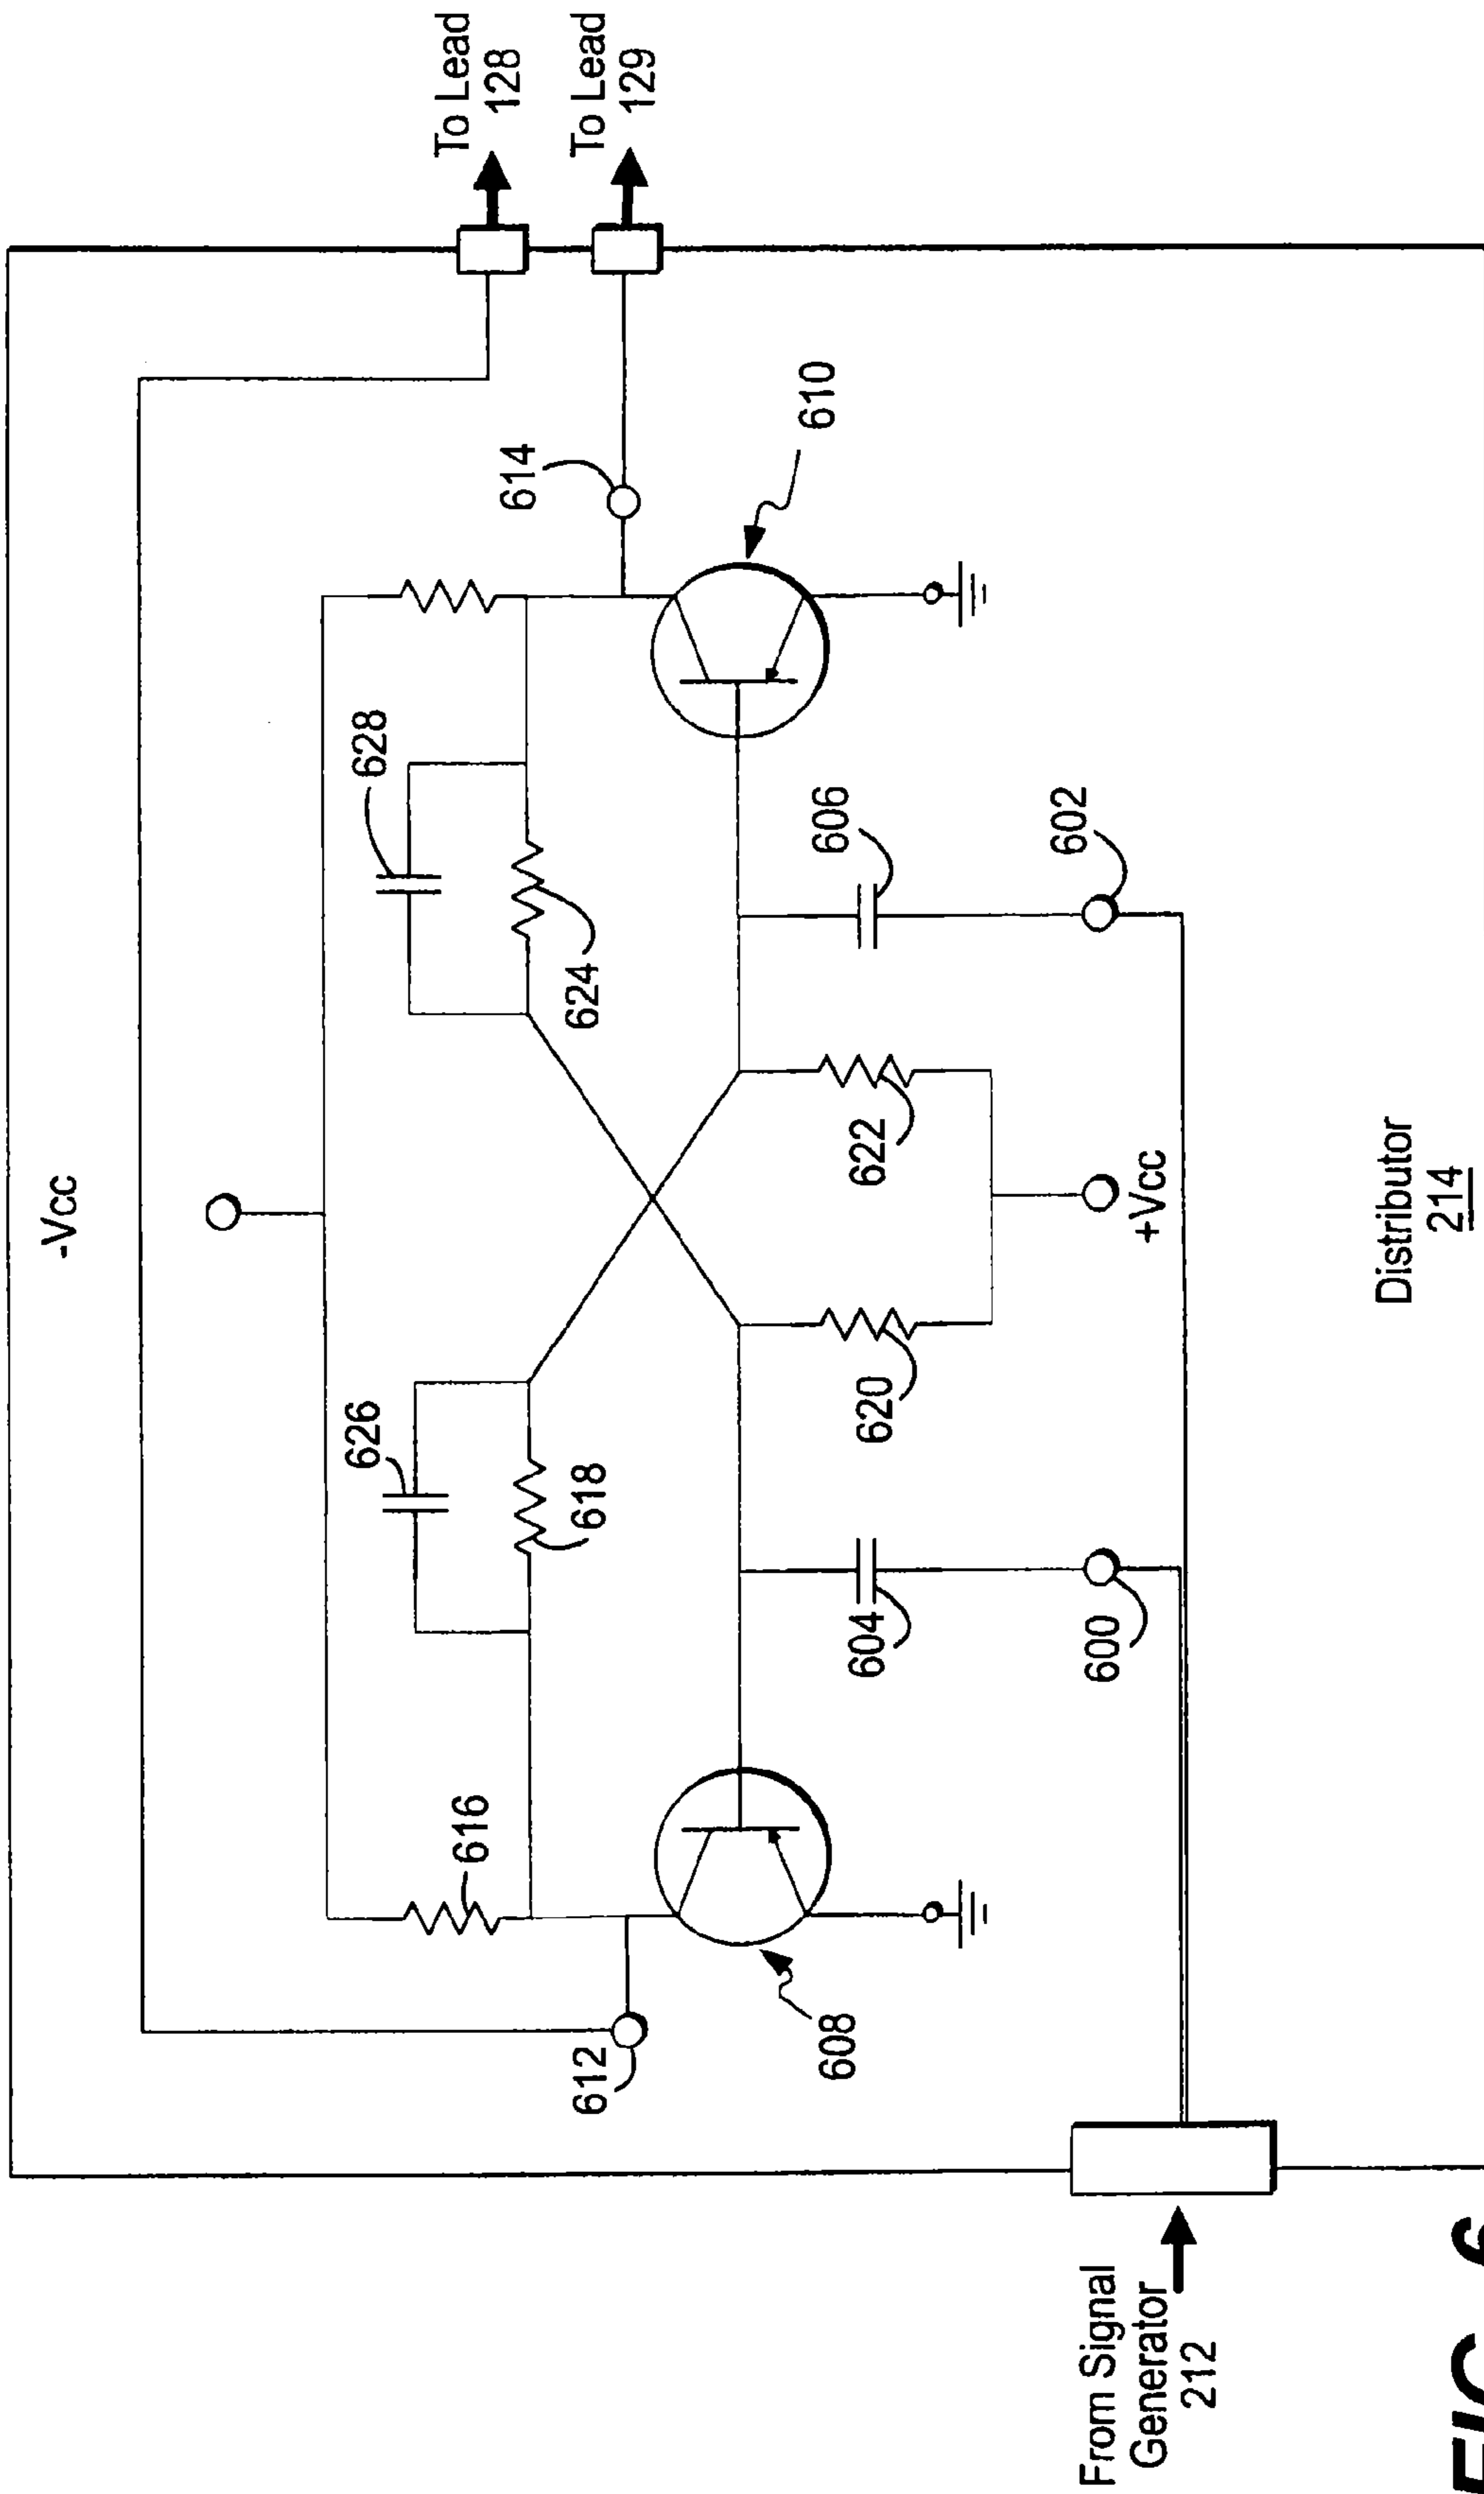 -Vcc
To Lead
128
To Lead
129
614
610
628
624
606
602
622
+Vcc
626
618
620
604
600
616
612
608
From Signal
Generator
212
Distributor
214